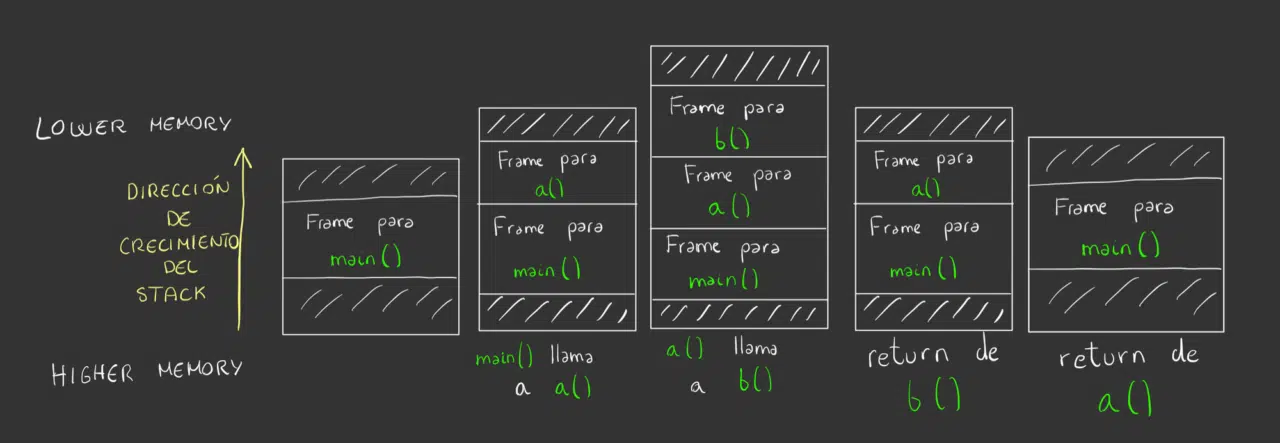 LOWER MEMORY
DIRECCIÓN
DE
CRECIMIENTO
DEL
STACK
HIGHER MEMORY
Frame para
main()
Frame para
a()
Frame para
main()
main() llama
a a()
Frame para
b()
Frame para
a()
Frame para
main()
a() llama
a b()
Frame para
a()
Frame para
main()
return de
b()
Frame para
main()
return de
a()